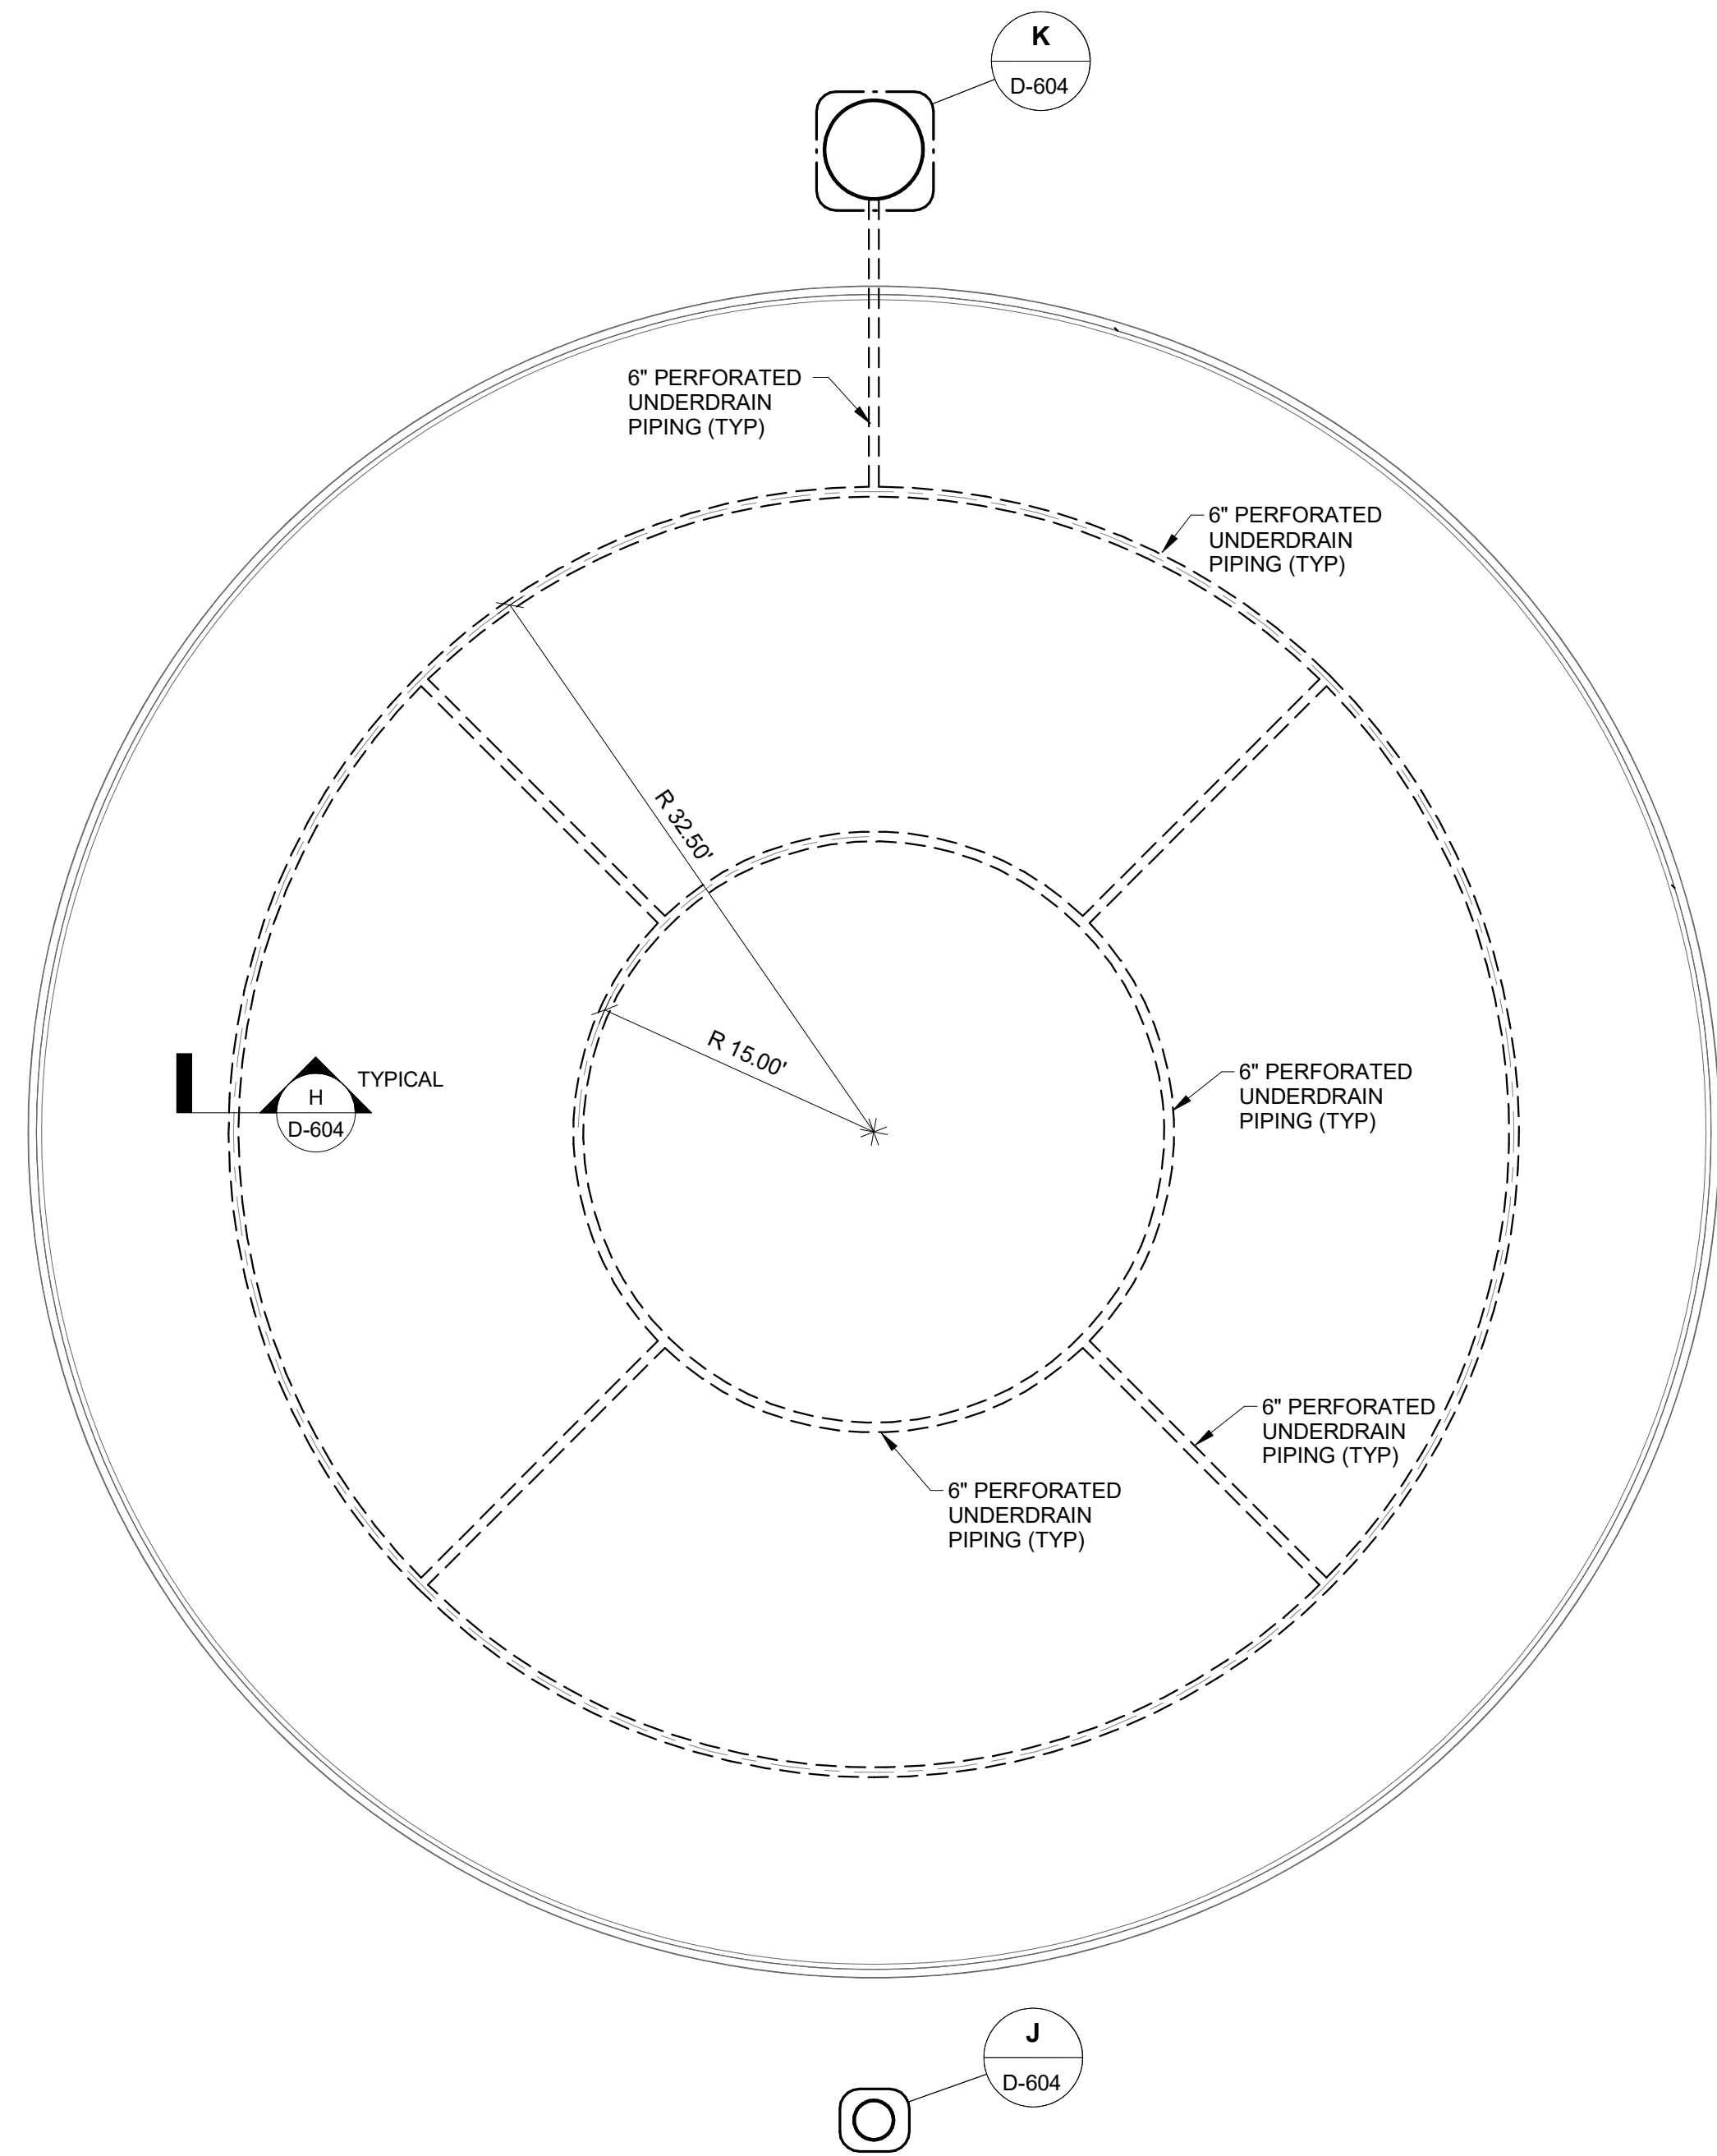 K
D-604
6" PERFORATED
UNDERDRAIN
PIPING (TYP)
6" PERFORATED
UNDERDRAIN
PIPING (TYP)
R 32.50'
R 15.00'
H
D-604
TYPICAL
6" PERFORATED
UNDERDRAIN
PIPING (TYP)
6" PERFORATED
UNDERDRAIN
PIPING (TYP)
6" PERFORATED
UNDERDRAIN
PIPING (TYP)
J
D-604